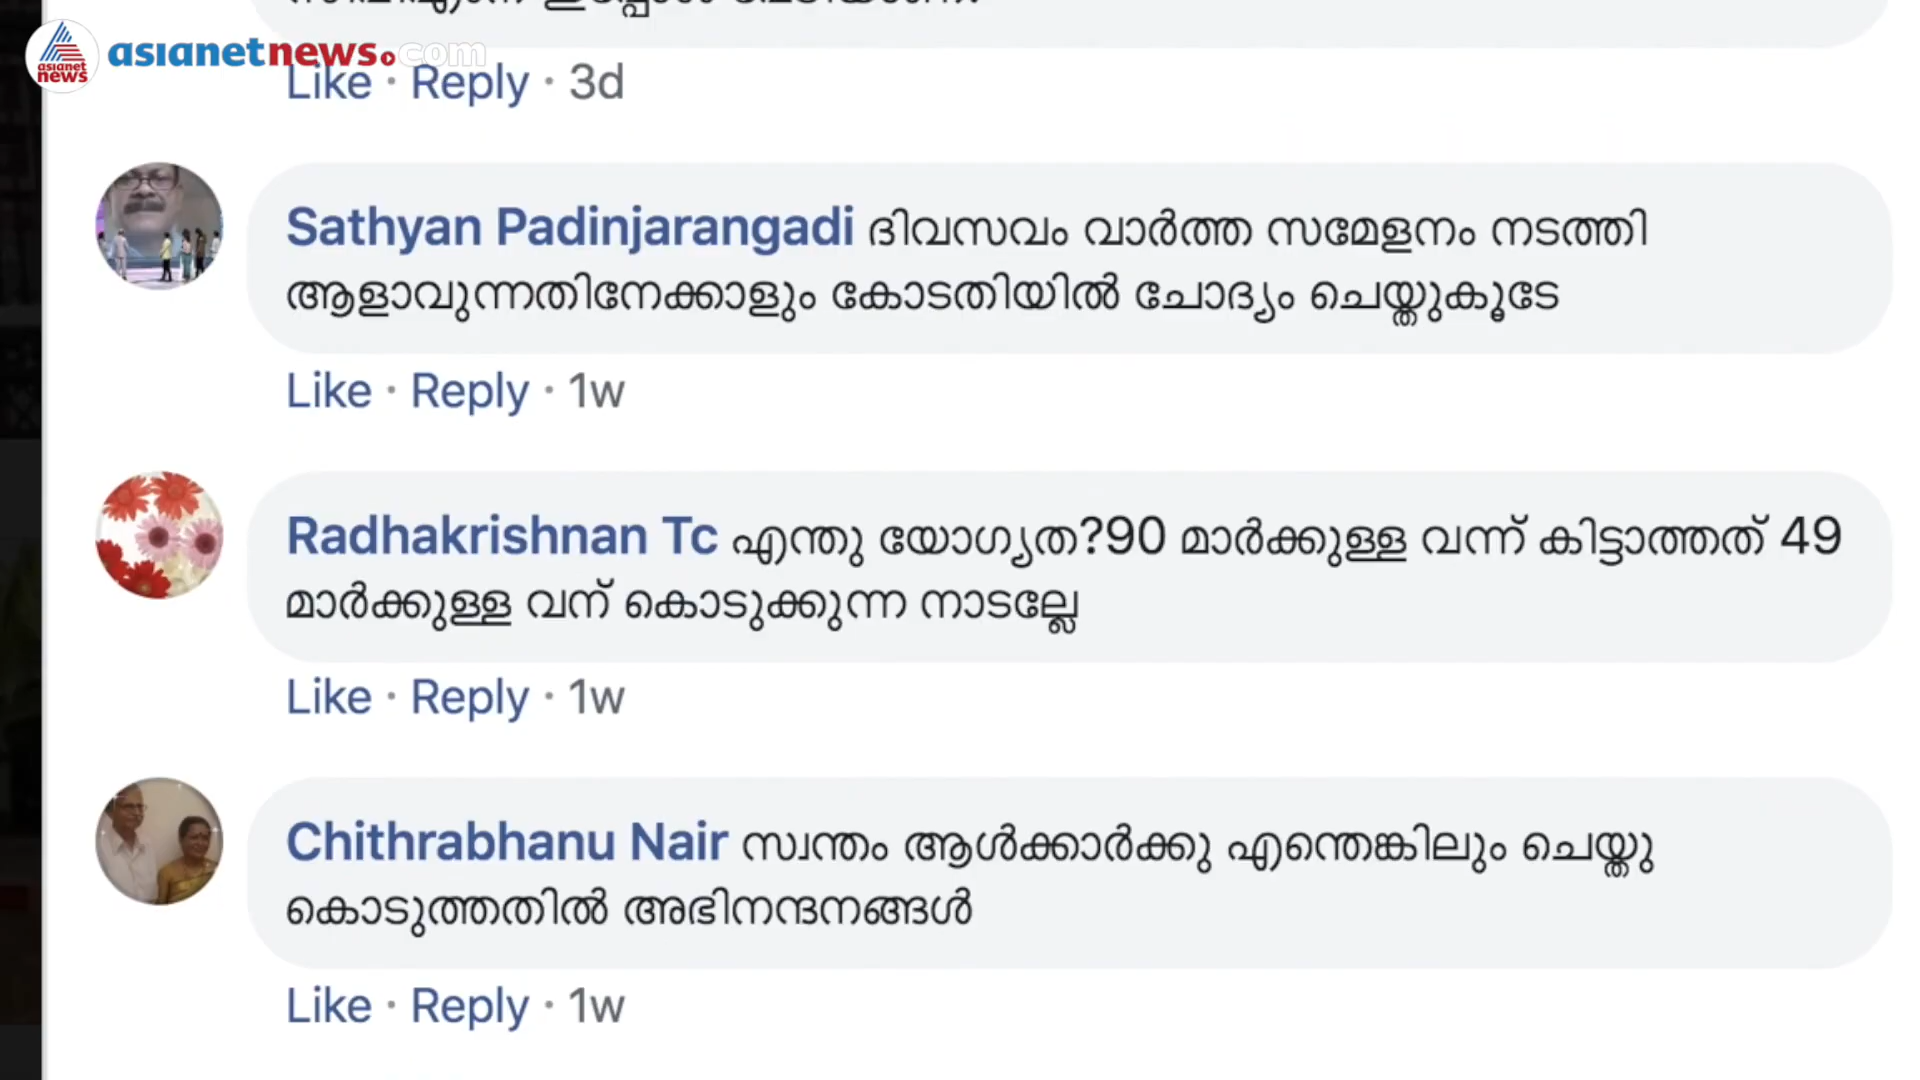 asianet news
asianetnews.com
Like · Reply · 3d
Sathyan Padinjarangadi ദിവസവം വാർത്ത സമേളനം നടത്തി
ആളാവുന്നതിനേക്കാളും കോടതിയിൽ ചോദ്യം ചെയ്തുകൂടേ
Like · Reply · 1w
Radhakrishnan Tc എന്തു യോഗ്യത?90 മാർക്കുള്ള വന്ന് കിട്ടാത്തത് 49
മാർക്കുള്ള വന് കൊടുക്കുന്ന നാടല്ലേ
Like · Reply · 1w
Chithrabhanu Nair സ്വന്തം ആൾക്കാർക്കു എന്തെങ്കിലും ചെയ്തു
കൊടുത്തതിൽ അഭിനന്ദനങ്ങൾ
Like · Reply · 1w